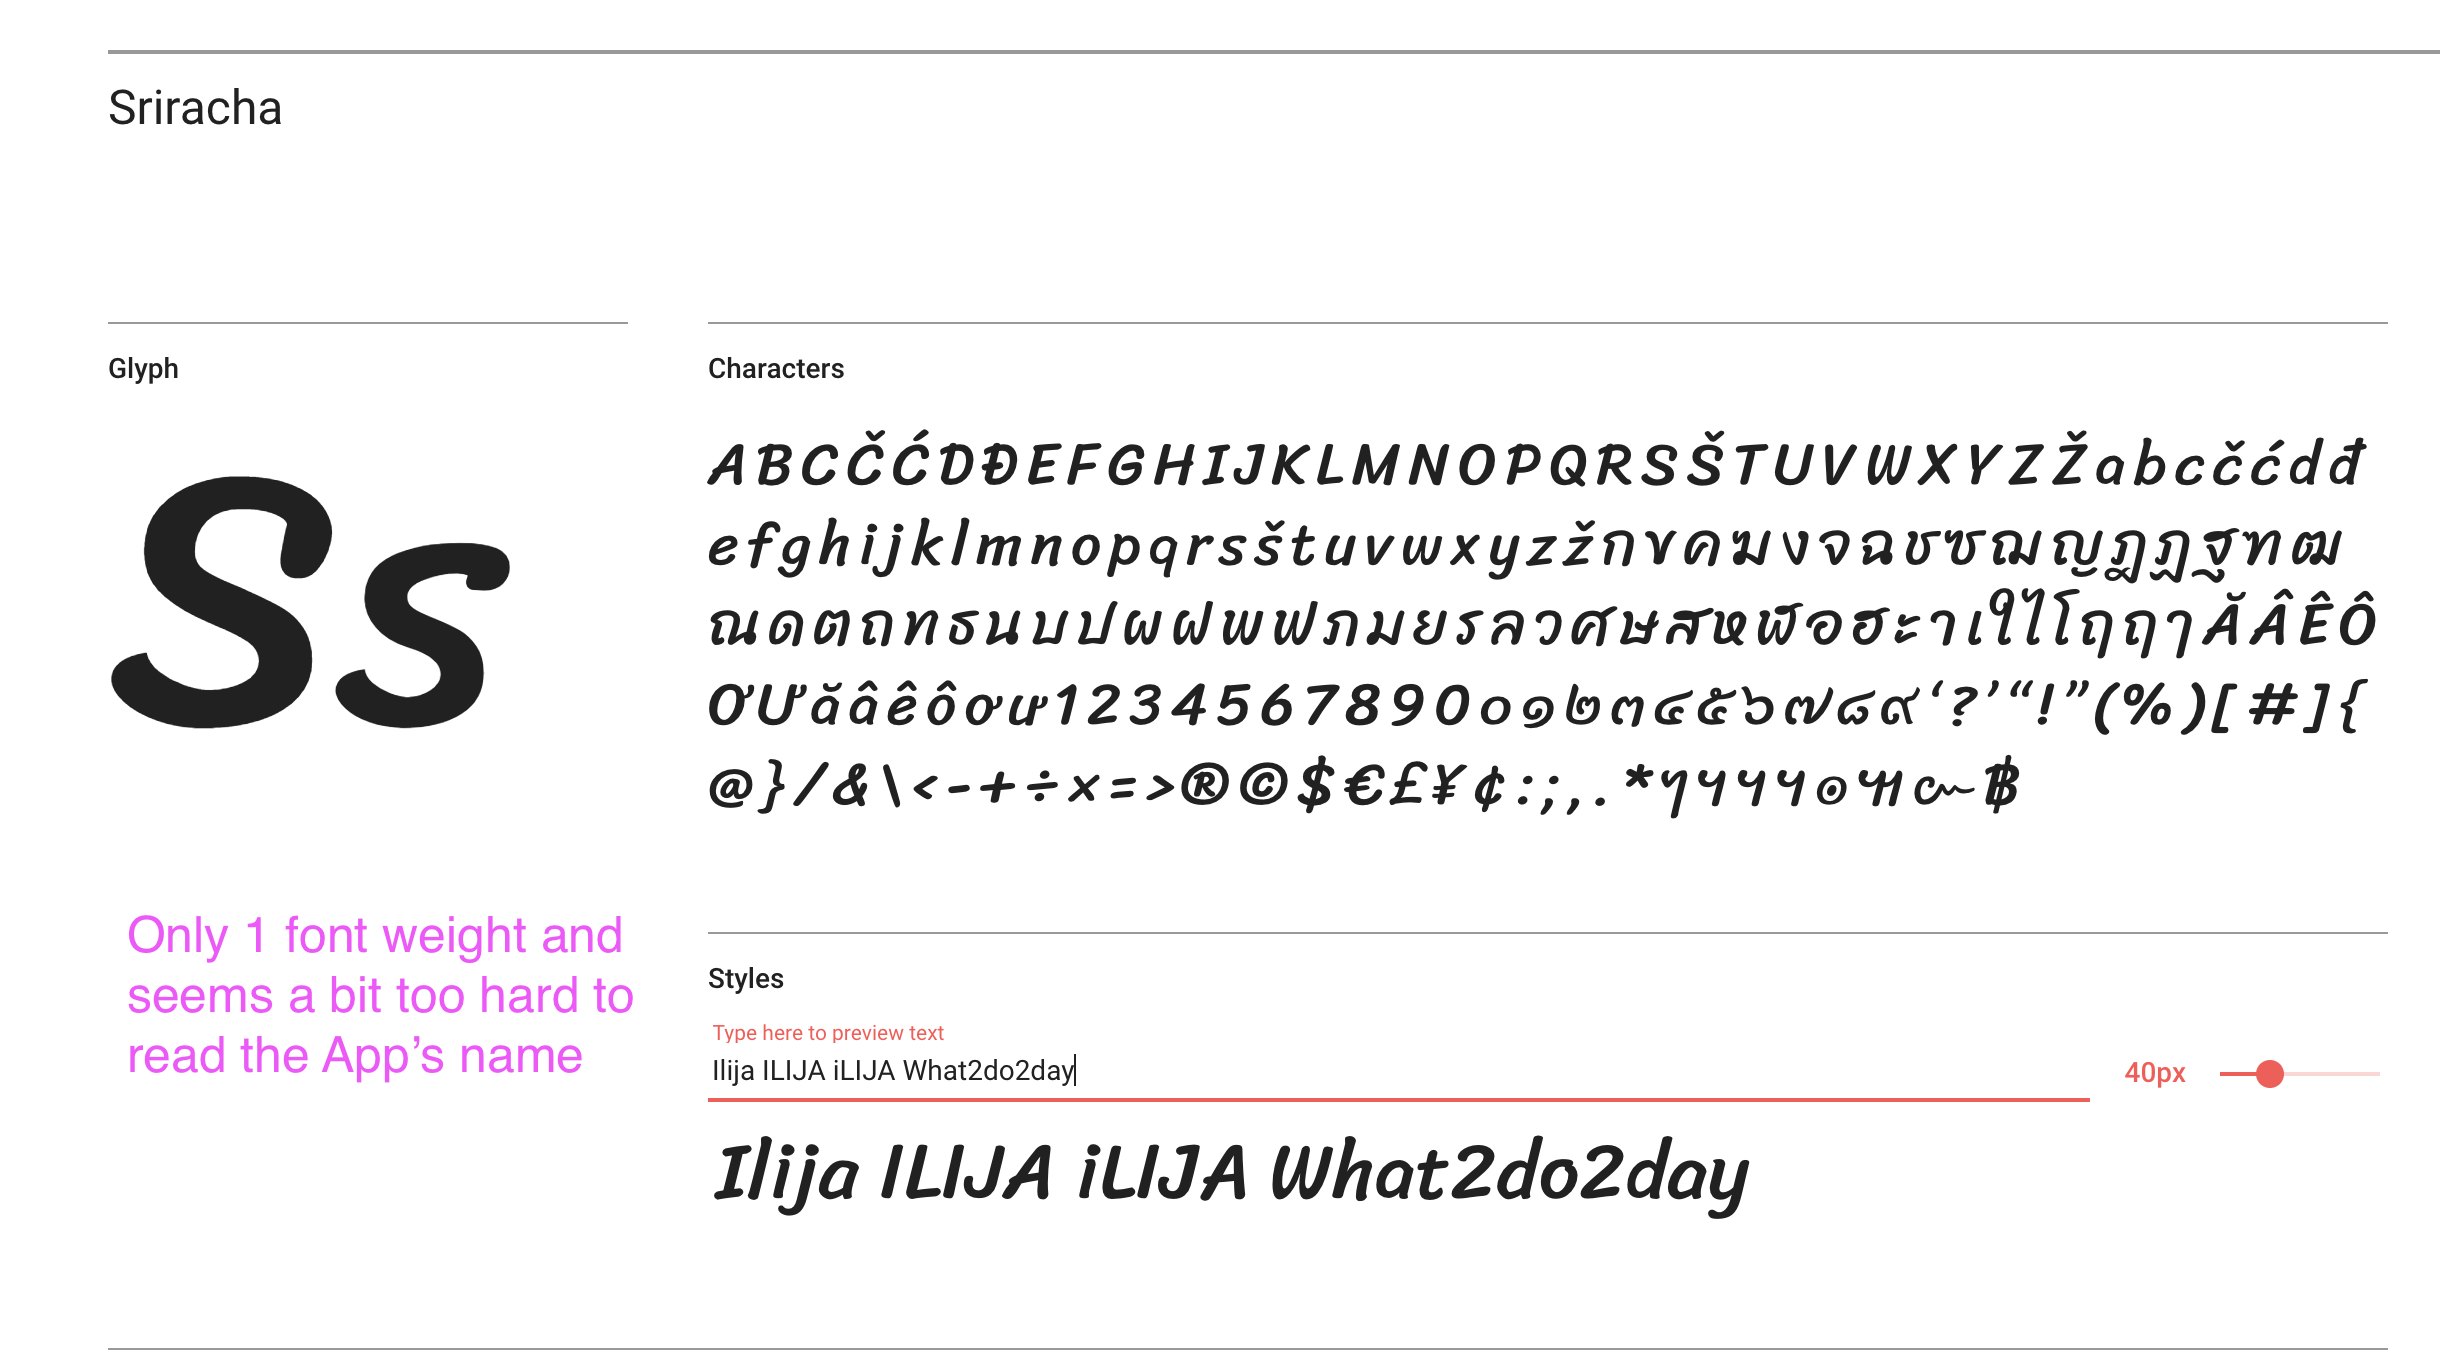 Sriracha
Glyph
Characters
Ss
ABCČĆDĐEFGHIJKLMNOPQRSŠTUVWXYZŽabcčćdđ
efghijklmnopqrsštuvwxyzžกขคฆงจฉชซฌญฎฏฐฑฒ
ณดตถทธนบปผฝพฟภมยรลวศษสหฬอฮะาเใไโฤฦๅĂÂÊÔ
ƠƯăâêôơư1234567890๐๑๒๓๔๕๖๗๘๙‘?’“!”(%)[#]{
@}/&\<-+÷×=>®©$€£¥¢:;,.*ๅฯฯฯฯ๏ๆ๛฿
Only 1 font weight and
seems a bit too hard to
read the App’s name
Styles
Type here to preview text
Ilija ILIJA iLIJA What2do2day
40px
Ilija ILIJA iLIJA What2do2day